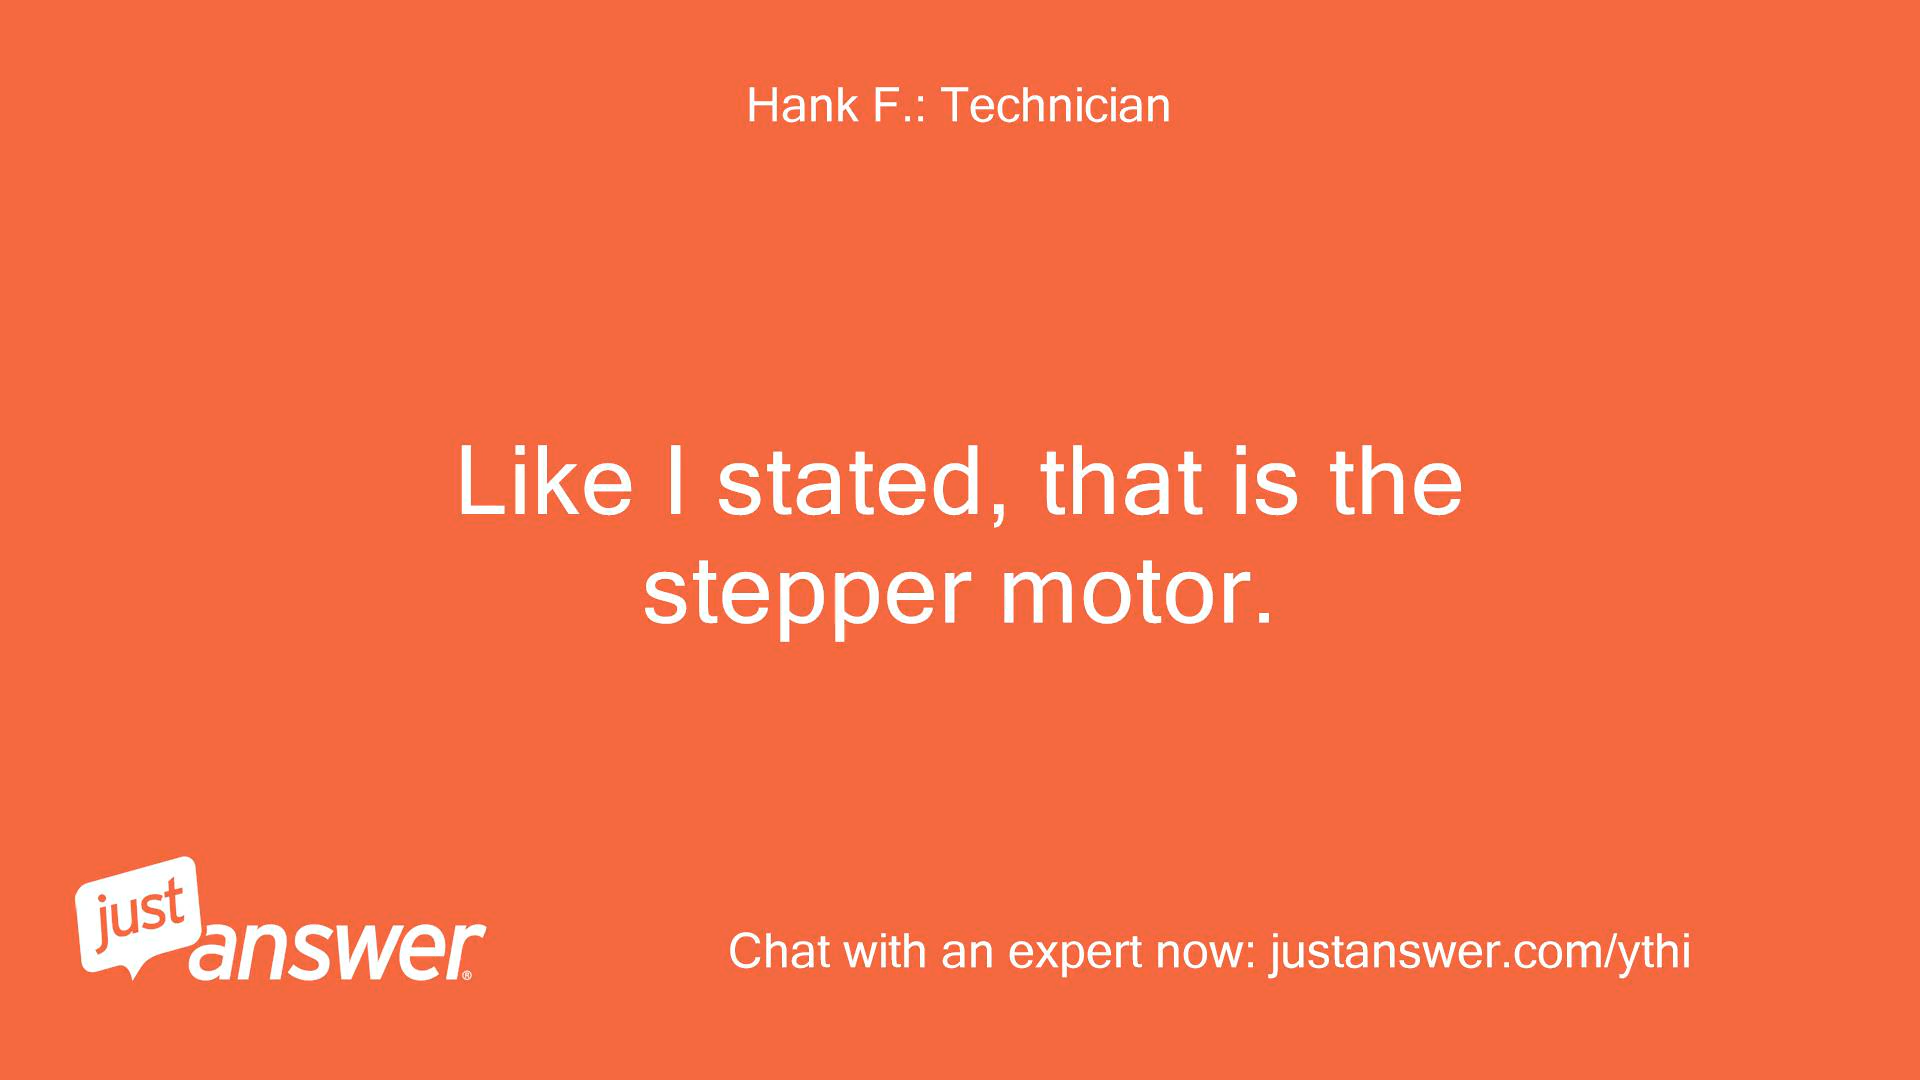 Hank F.: Technician
Like I stated, that is the
stepper motor.
just
answer®
Chat with an expert now: justanswer.com/ythi